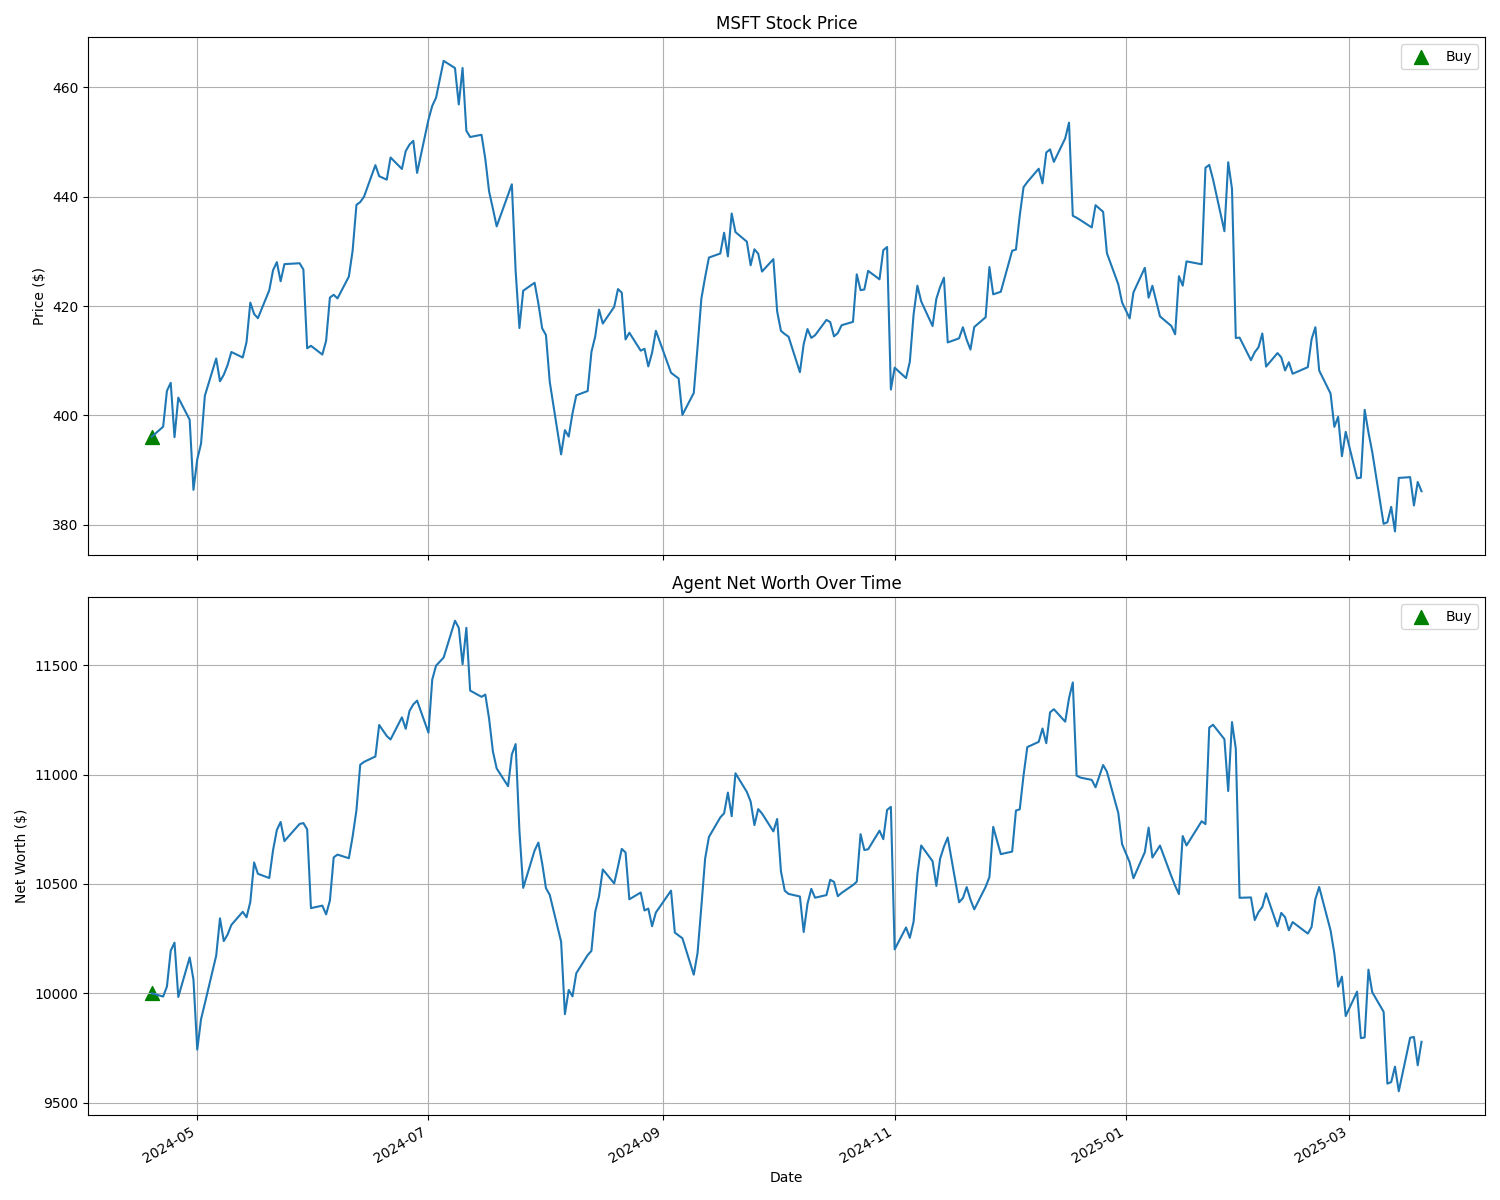 MSFT Stock Price
Buy
Price ($)
460
440
420
400
380
Agent Net Worth Over Time
Buy
Net Worth ($)
11500
11000
10500
10000
9500
2024-05
2024-07
2024-09
2024-11
2025-01
2025-03
Date